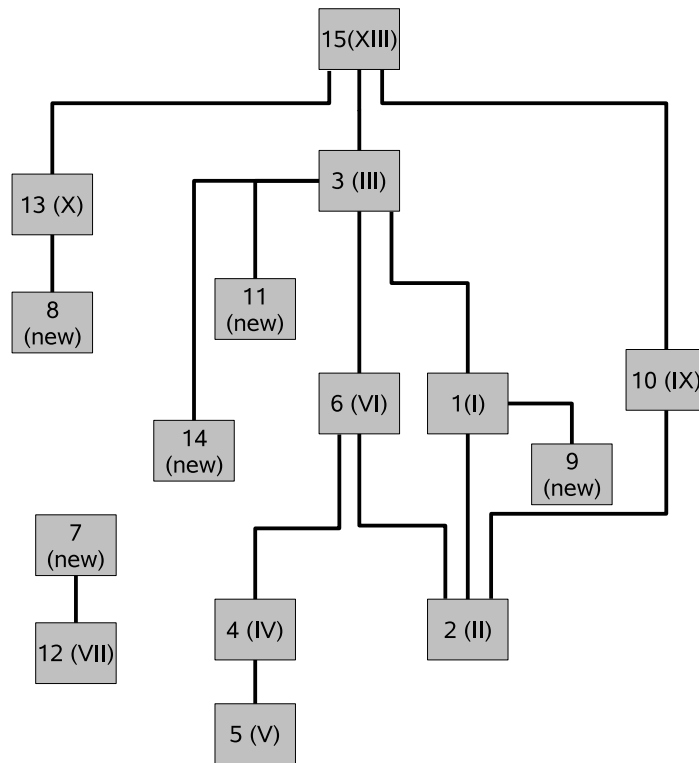 15(XIII)
3 (III)
13 (X)
8
(new)
11
(new)
10 (IX)
6 (VI)
1(I)
14
(new)
9
(new)
7
(new)
12 (VII)
4 (IV)
2 (II)
5 (V)